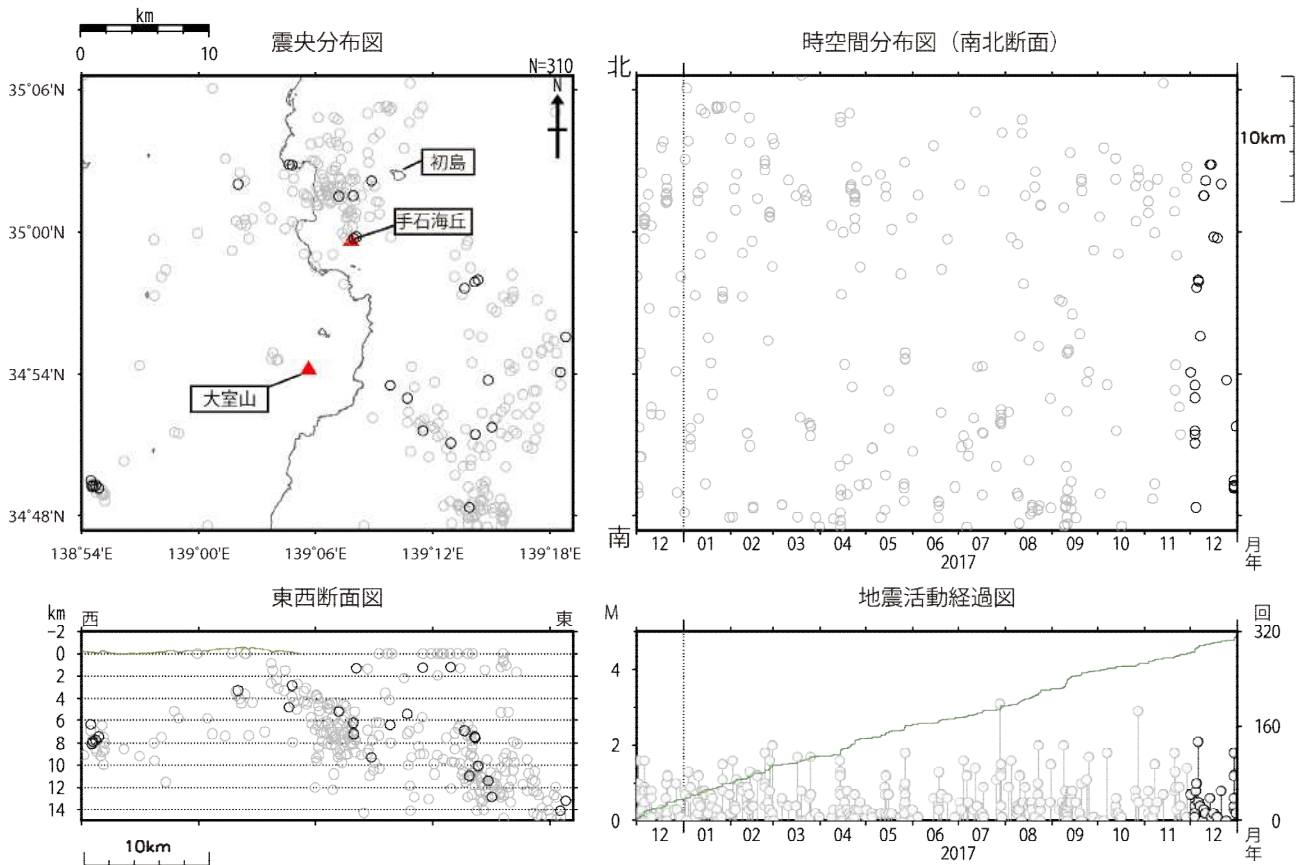 km
0 10
震央分布図
N=310
N
35°06'N
35°00'N
34°54'N
34°48'N
138°54'E 139°00'E 139°06'E 139°12'E 139°18'E
初島
手石海丘
大室山
時空間分布図（南北断面）
北
南
10km
12 01 02 03 04 05 06 07 08 09 10 11 12 月
2017 年
東西断面図
km
西 東
-2
0
2
4
6
8
10
12
14
10km
地震活動経過図
M 回
4 320
2 160
0 0
12 01 02 03 04 05 06 07 08 09 10 11 12 月
2017 年